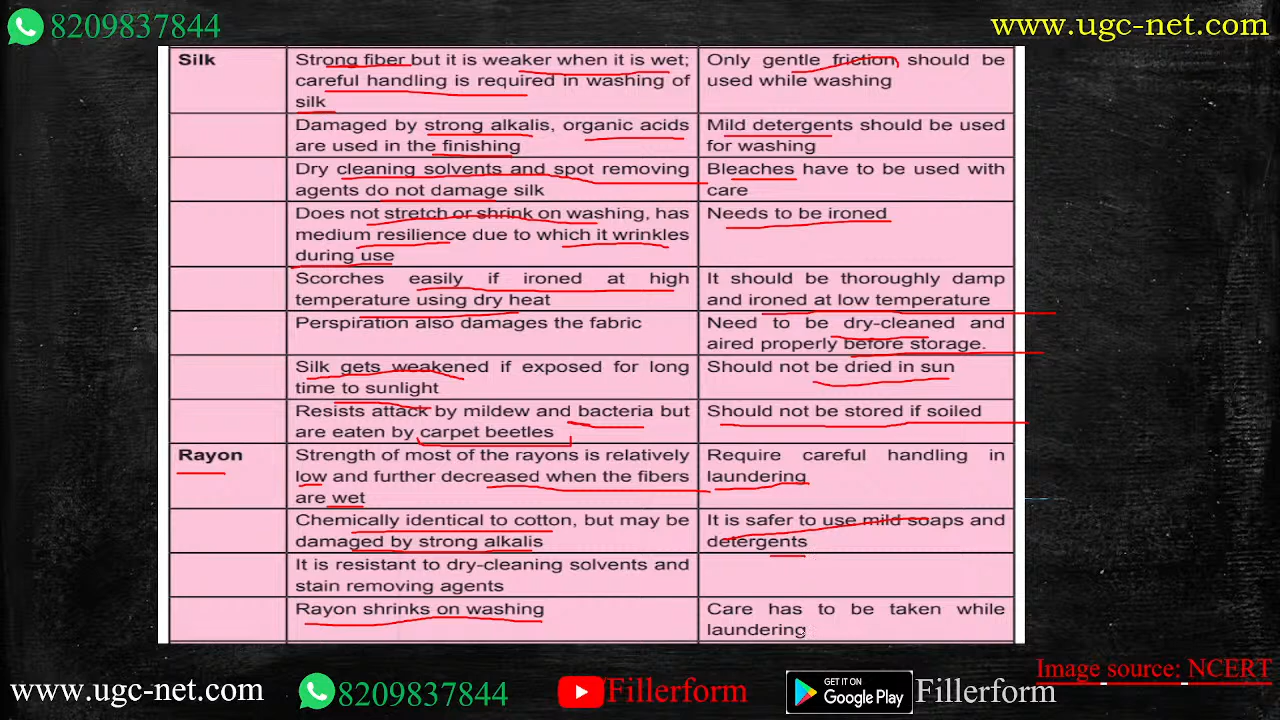 8209837844
www.ugc-net.com
Silk
Strong fiber but it is weaker when it is wet;
careful handling is required in washing of
silk
Only gentle friction should be
used while washing
Damaged by strong alkalis, organic acids
are used in the finishing
Mild detergents should be used
for washing
Dry cleaning solvents and spot removing
agents do not damage silk
Bleaches have to be used with
care
Does not stretch or shrink on washing, has
medium resilience due to which it wrinkles
during use
Needs to be ironed
Scorches easily if ironed at high
temperature using dry heat
It should be thoroughly damp
and ironed at low temperature
Perspiration also damages the fabric
Need to be dry-cleaned and
aired properly before storage.
Silk gets weakened if exposed for long
time to sunlight
Should not be dried in sun
Resists attack by mildew and bacteria but
are eaten by carpet beetles
Should not be stored if soiled
Rayon
Strength of most of the rayons is relatively
low and further decreased when the fibers
are wet
Require careful handling in
laundering
Chemically identical to cotton, but may be
damaged by strong alkalis
It is safer to use mild soaps and
detergents
It is resistant to dry-cleaning solvents and
stain removing agents
Rayon shrinks on washing
Care has to be taken while
laundering
Image source: NCERT
www.ugc-net.com
8209837844
Fillerform
GET IT ON
Google Play
Fillerform